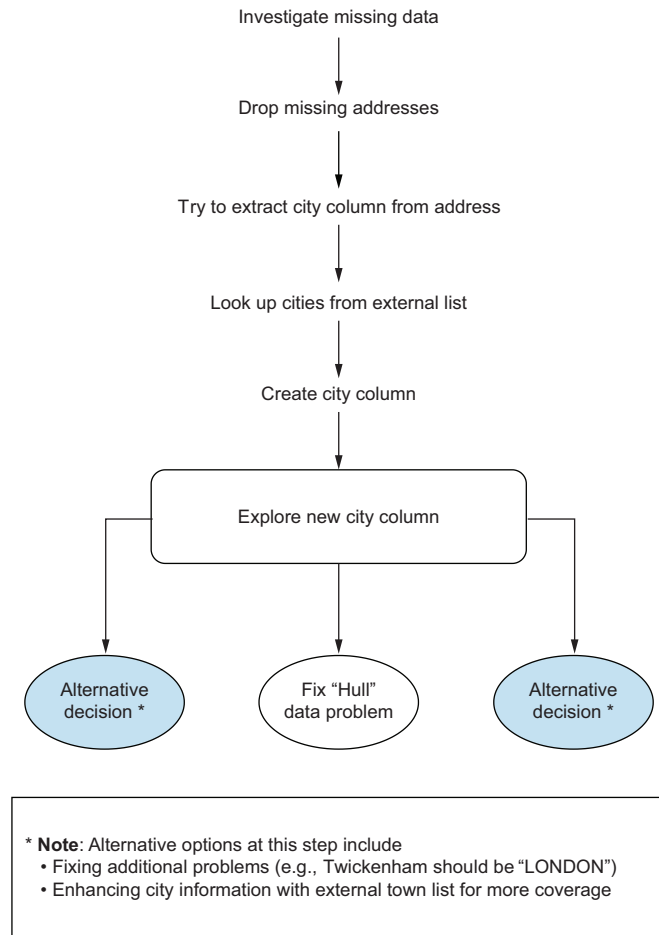 Investigate missing data
Drop missing addresses
Try to extract city column from address
Look up cities from external list
Create city column
Explore new city column
Alternative
decision *
Fix “Hull”
data problem
Alternative
decision *
* Note: Alternative options at this step include
• Fixing additional problems (e.g., Twickenham should be “LONDON”)
• Enhancing city information with external town list for more coverage